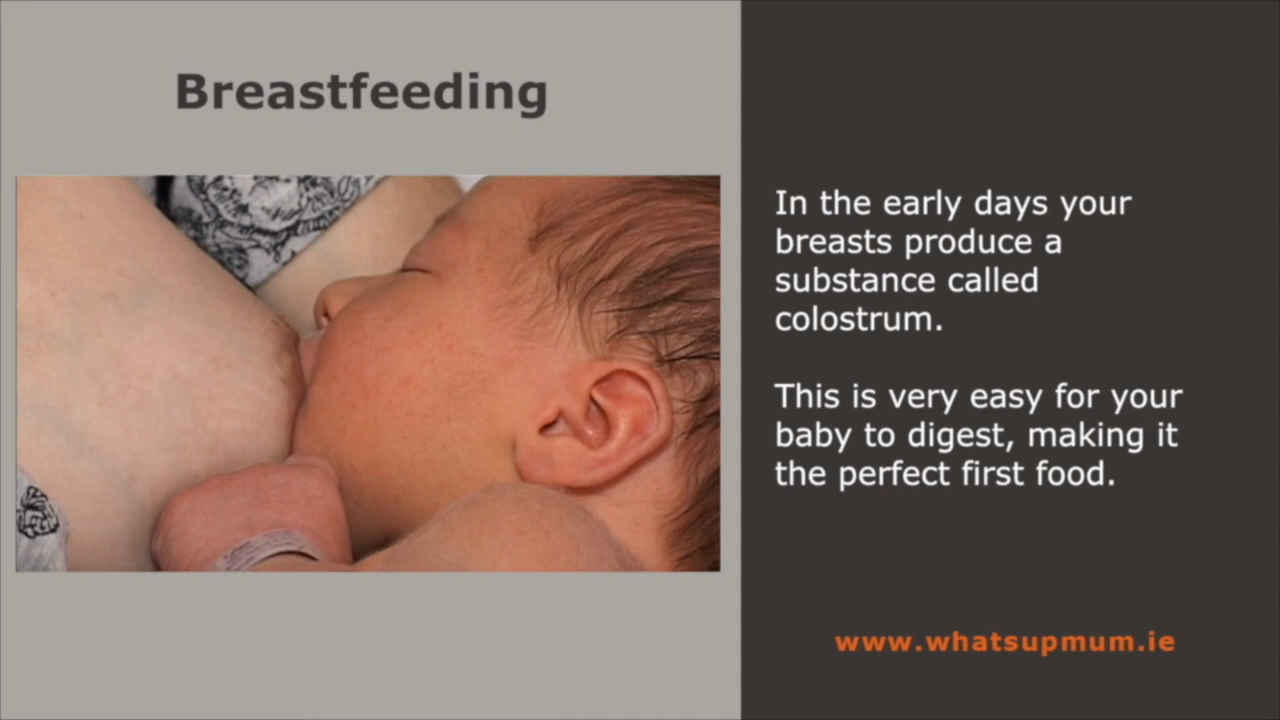 Breastfeeding
In the early days your
breasts produce a
substance called
colostrum.
This is very easy for your
baby to digest, making it
the perfect first food.
www.whatsupmum.ie